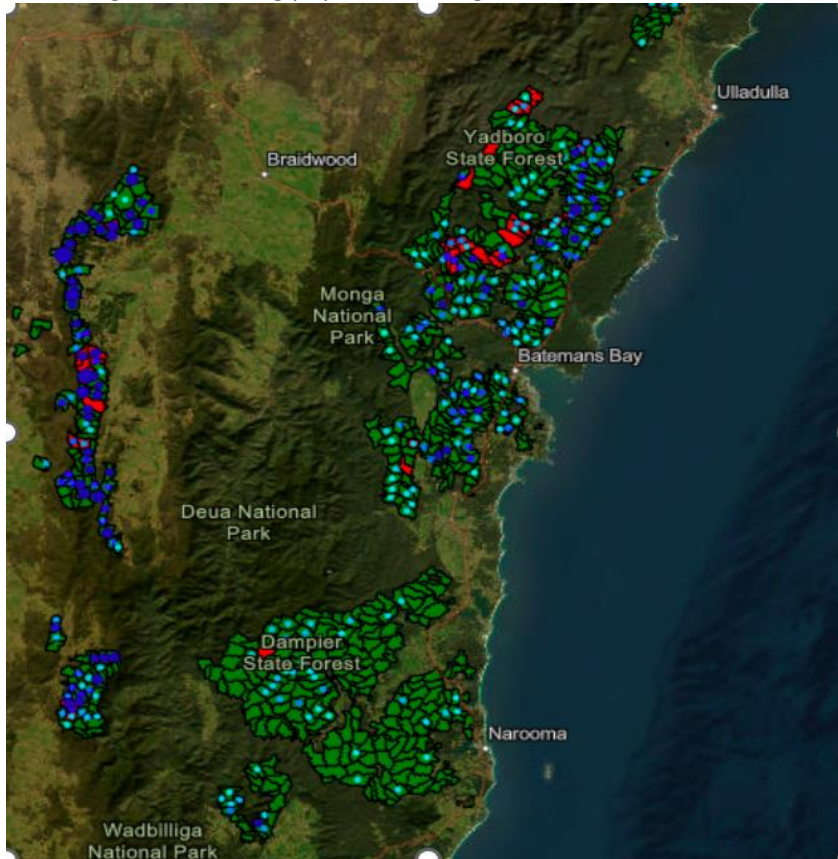 Ulladulla
Yadboro
State Forest
Braidwood
Monga
National
Park
Batemans Bay
Deua National
Park
Dampier
State Forest
Narooma
Wadbilliga
National Park